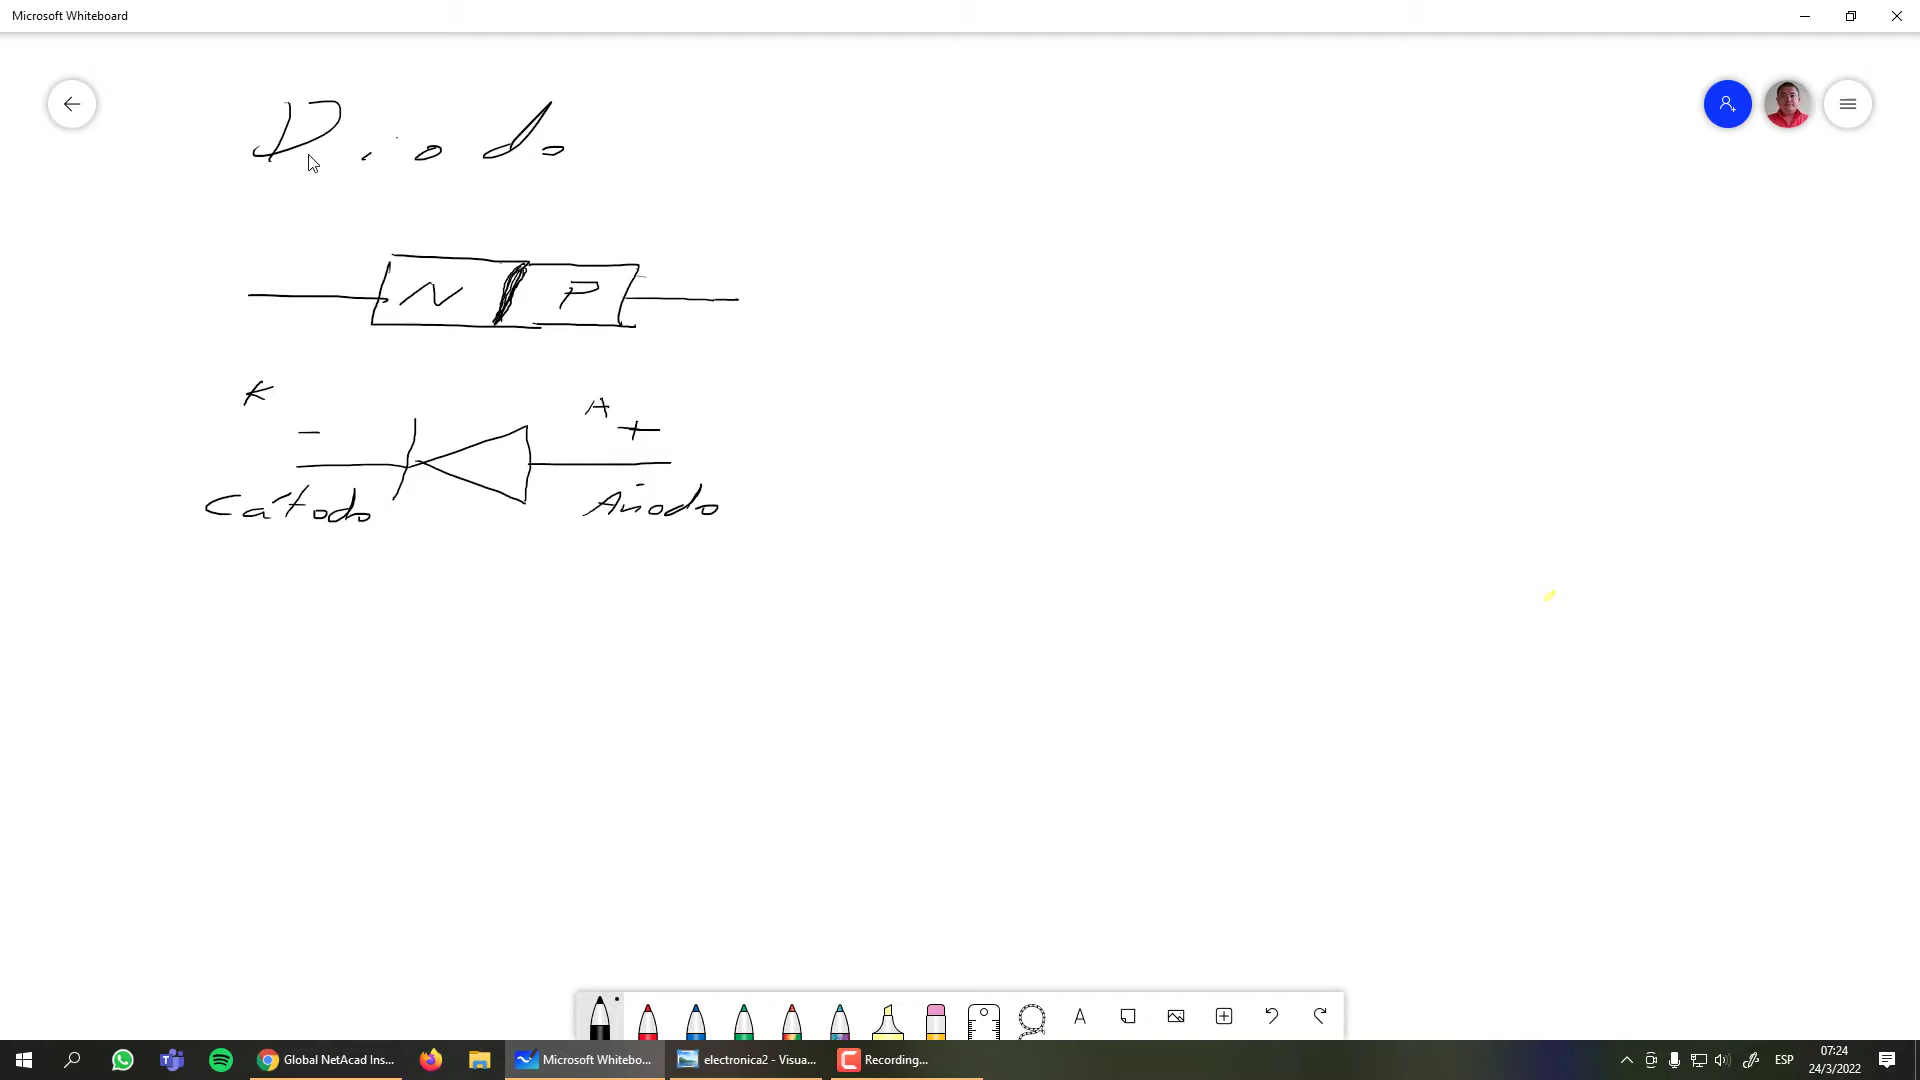 Microsoft Whiteboard
Diodo
N P
K A
- +
Cátodo Ánodo
A
Global NetAcad Ins...
Microsoft Whitebo...
electronica2 - Visua...
Recording...
ESP
07:24
24/3/2022